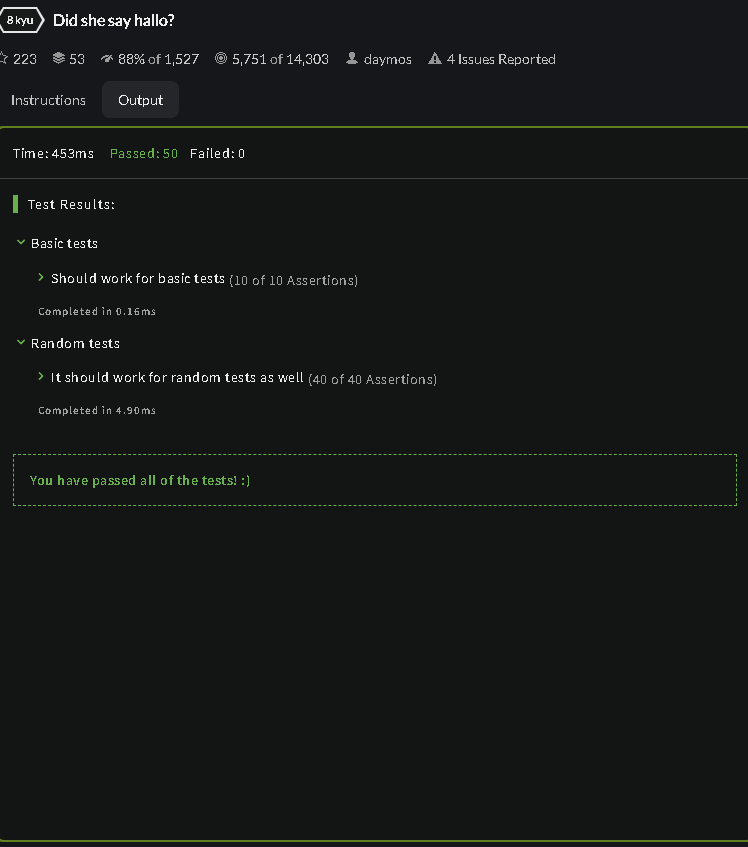 8 kyu Did she say hallo?
223 53 88% of 1,527 5,751 of 14,303 daymos 4 Issues Reported
Instructions Output
Time: 453ms Passed: 50 Failed: 0
Test Results:
Basic tests
Should work for basic tests (10 of 10 Assertions)
Completed in 0.16ms
Random tests
It should work for random tests as well (40 of 40 Assertions)
Completed in 4.90ms
You have passed all of the tests! :)